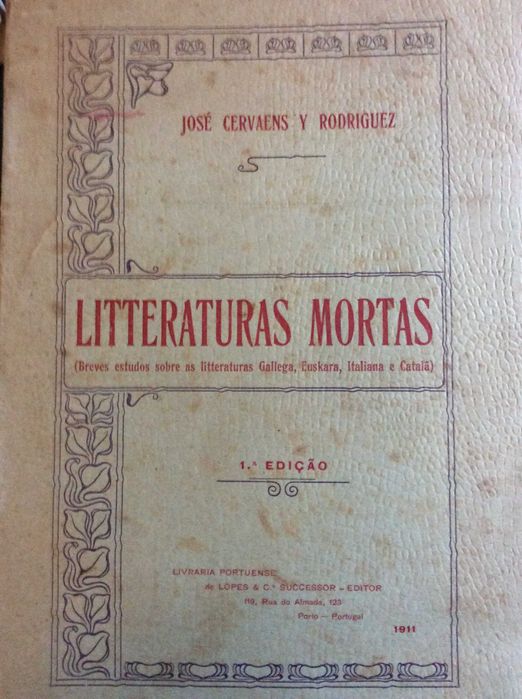 JOSÉ CERVAENS Y RODRIGUEZ
LITTERATURAS MORTAS
(Breves estudos sobre as litteraturas Gallega, Euskara, Italiana e Catalã)
1.ª EDIÇÃO
LIVRARIA PORTUENSE
de LOPES & C.ª SUCCESSOR – EDITOR
119, Rua do Almada, 123
Porto – Portugal
1911